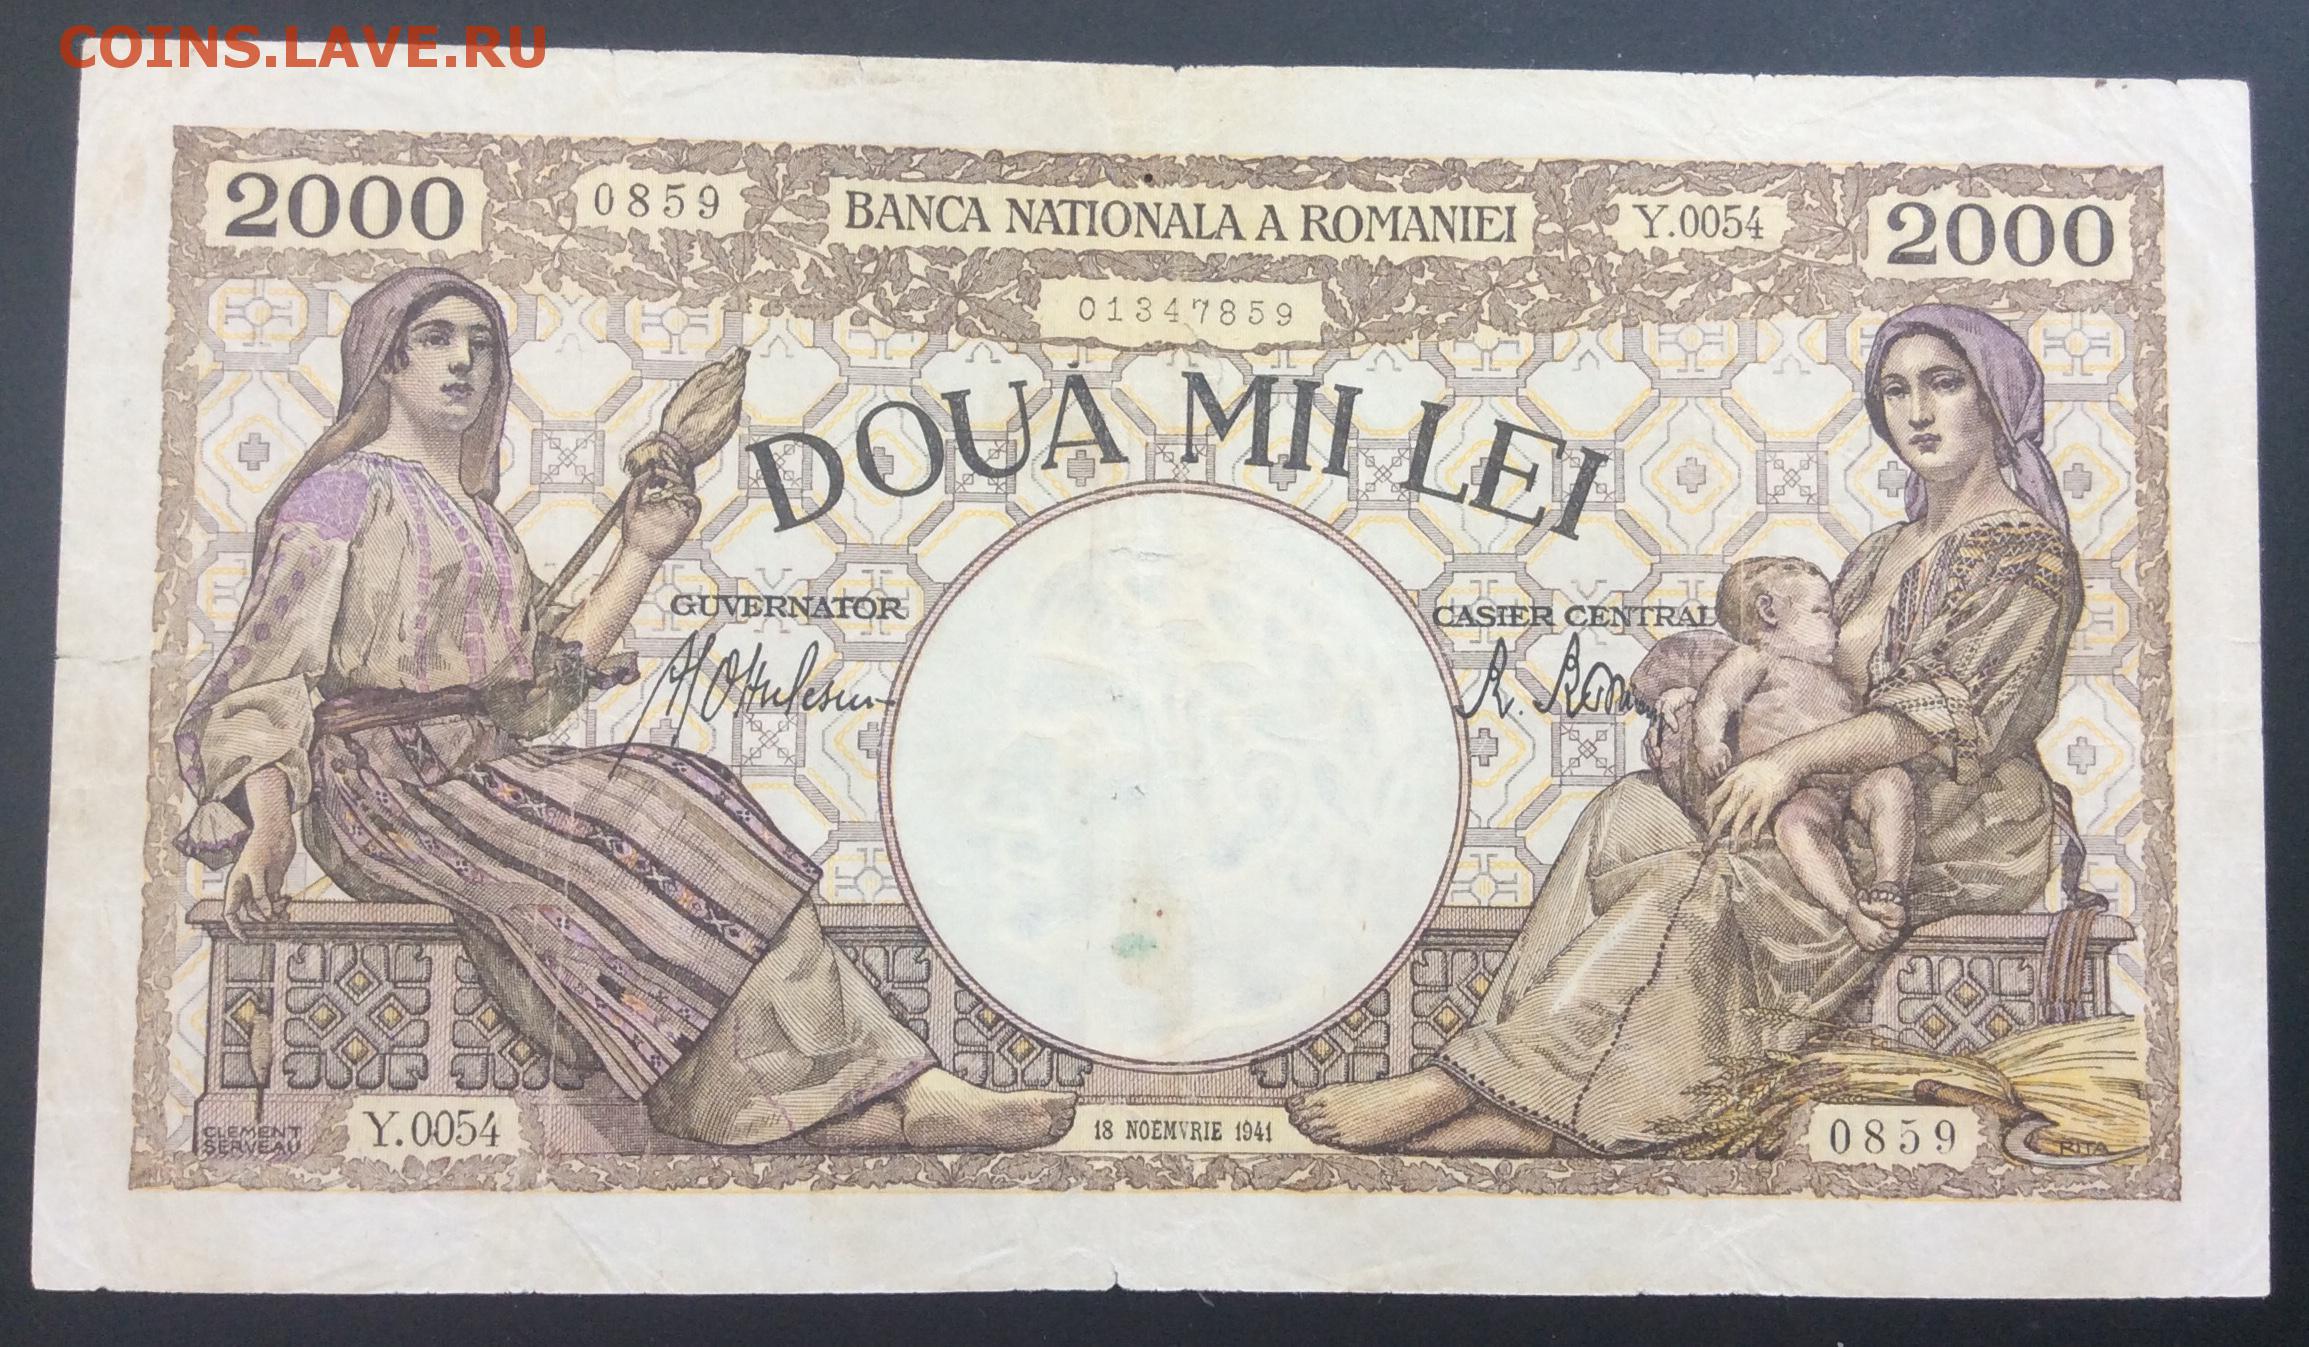 COINS.LAVE.RU
2000 0859 BANCA NATIONALA A ROMANIEI Y.0054 2000
01347859
DOUĂ MII LEI
GUVERNATOR CASIER CENTRAL
Y.0054 18 NOEMVRIE 1941 0859
CLEMENT
SERVEAU
RITA